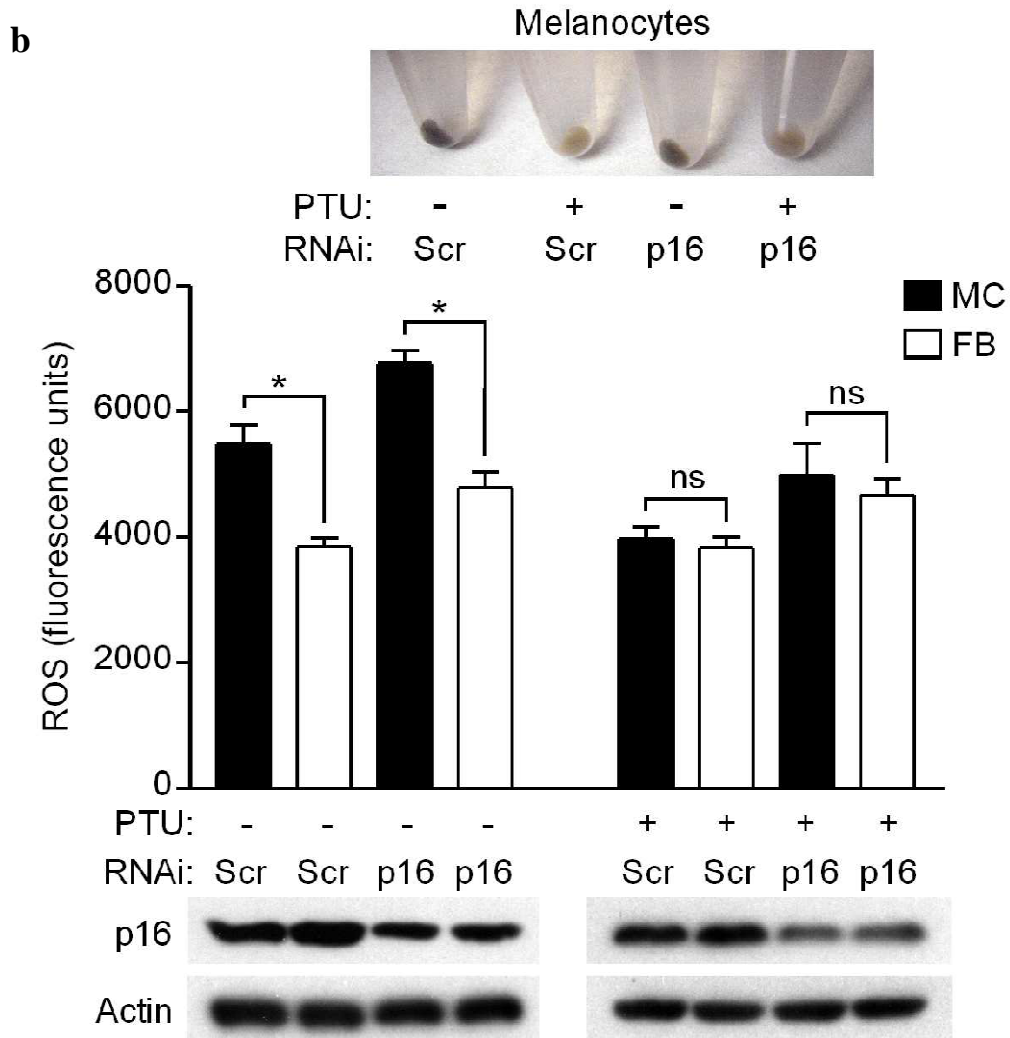 b
Melanocytes
PTU: - + - +
RNAi: Scr Scr p16 p16
8000
6000
4000
2000
0
ROS (fluorescence units)
MC
FB
* * ns ns
PTU: - - - - + + + +
RNAi: Scr Scr p16 p16 Scr Scr p16 p16
p16
Actin